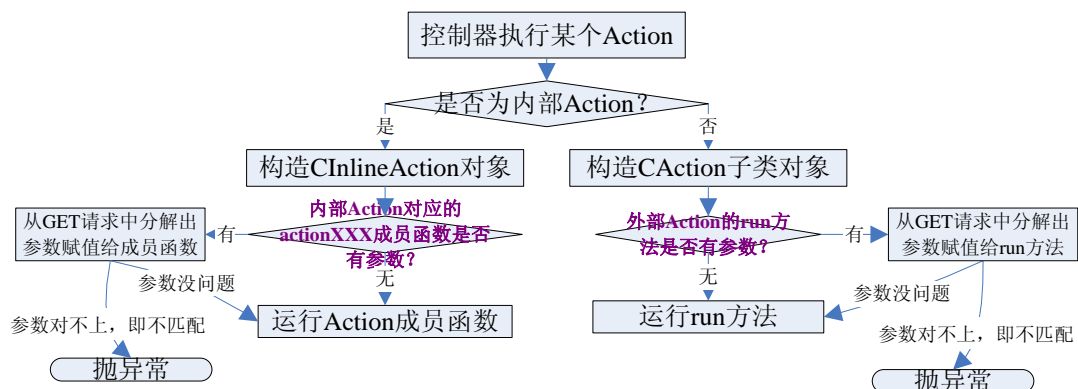 控制器执行某个Action
是否为内部Action？
是
否
构造CInlineAction对象
构造CAction子类对象
内部Action对应的
actionXXX成员函数是否
有参数？
外部Action的run方
法是否有参数？
从GET请求中分解出
参数赋值给成员函数
有
有
从GET请求中分解出
参数赋值给run方法
无
无
参数没问题
参数没问题
运行Action成员函数
运行run方法
参数对不上，即不匹配
参数对不上，即不匹配
抛异常
抛异常